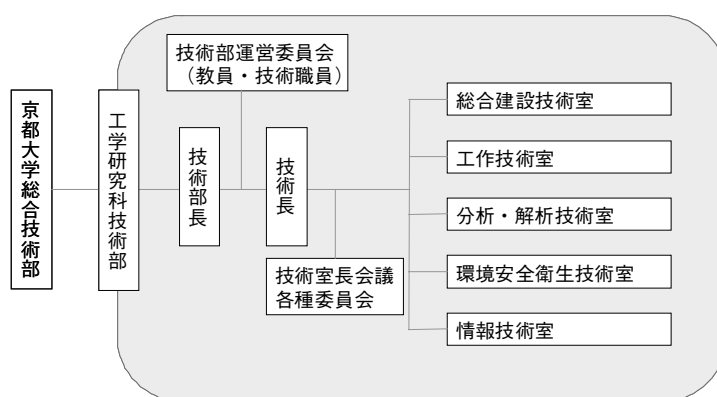 京都大学総合技術部
工学研究科技術部
技術部長
技術部運営委員会
（教員・技術職員）
技術長
技術室長会議
各種委員会
総合建設技術室
工作技術室
分析・解析技術室
環境安全衛生技術室
情報技術室